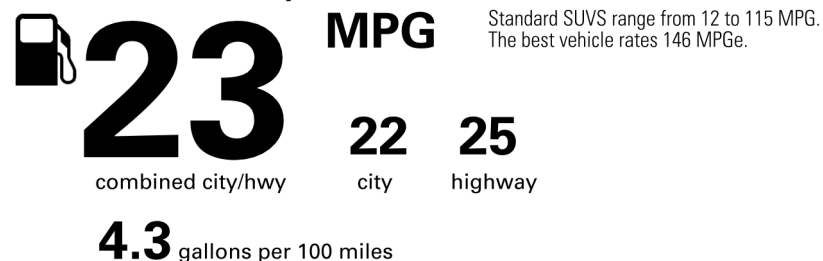 23
MPG
Standard SUVS range from 12 to 115 MPG.
The best vehicle rates 146 MPGe.
22 25
combined city/hwy city highway
4.3 gallons per 100 miles